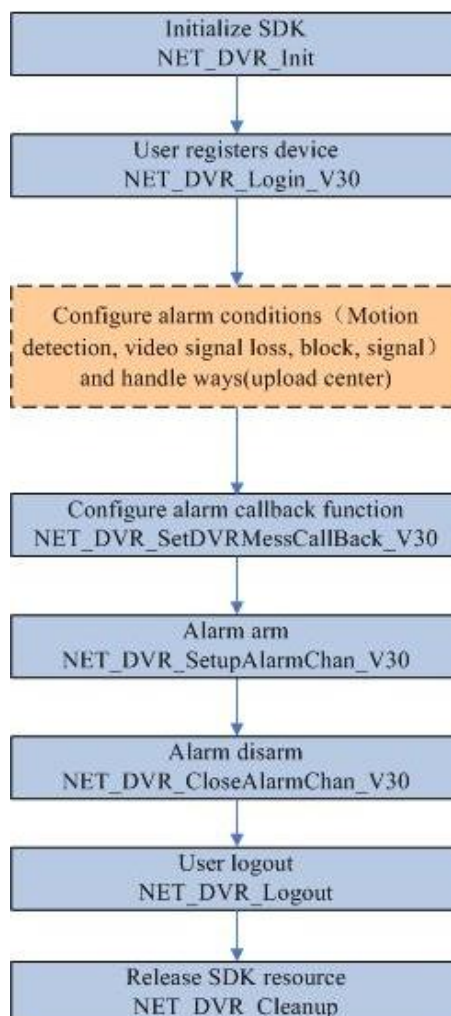 Initialize SDK
NET_DVR_Init
User registers device
NET_DVR_Login_V30
Configure alarm conditions（Motion
detection, video signal loss, block, signal）
and handle ways(upload center)
Configure alarm callback function
NET_DVR_SetDVRMessCallBack_V30
Alarm arm
NET_DVR_SetupAlarmChan_V30
Alarm disarm
NET_DVR_CloseAlarmChan_V30
User logout
NET_DVR_Logout
Release SDK resource
NET_DVR_Cleanup